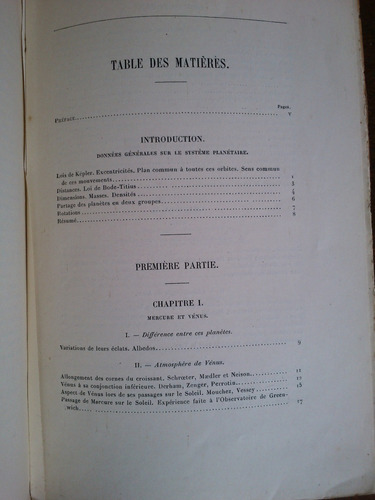 TABLE DES MATIÈRES.
Pages.
Préface. V
INTRODUCTION.
DONNÉES GÉNÉRALES SUR LE SYSTÈME PLANÉTAIRE.
Lois de Képler. Excentricités. Plan commun à toutes ces orbites. Sens commun
de ces mouvements. 1
Distances. Loi de Bode-Titius
Dimensions. Masses. Densités
Partage des planètes en deux groupes. 6
Rotations 7
Résumé. 8
PREMIÈRE PARTIE.
CHAPITRE I.
MERCURE ET VÉNUS.
I. — Différence entre ces planètes.
Variations de leurs éclats. Albedos. 9
II. — Atmosphère de Vénus.
Allongement des cornes du croissant. Schrœter, Mædler et Neison. 11
Vénus à sa conjonction inférieure. Derham, Zenger, Perrotin. 12
Aspect de Vénus lors de ses passages sur le Soleil. Mouchez, Vessey 15
Passage de Mercure sur le Soleil. Expérience faite à l'Observatoire de Green-
wich. 17